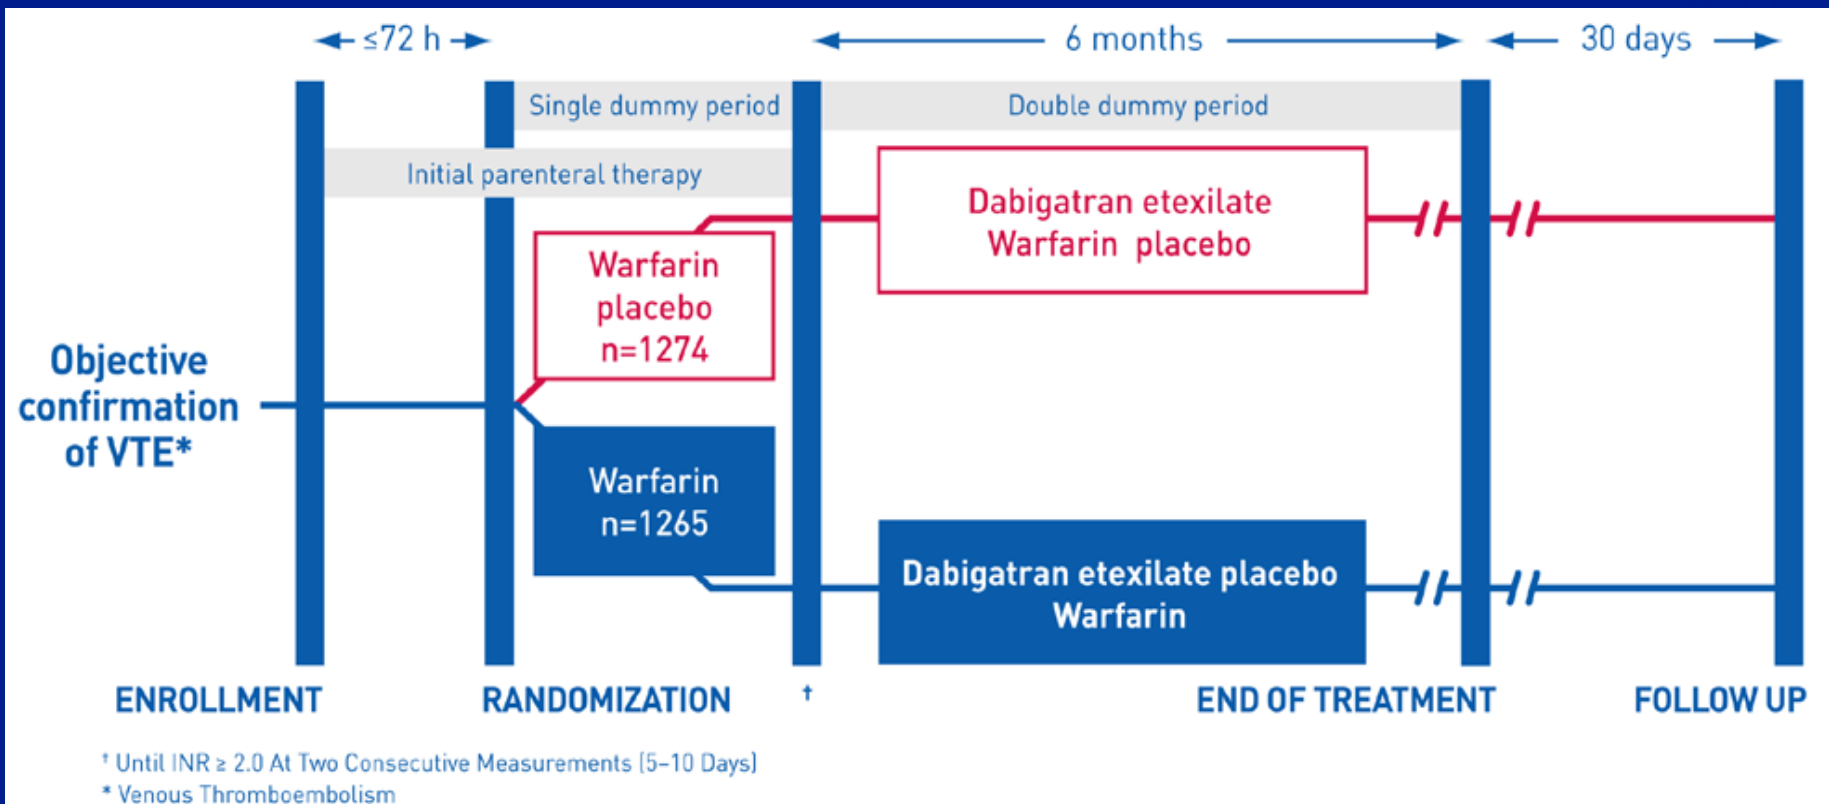 ≤72 h
6 months
30 days
Single dummy period
Double dummy period
Initial parenteral therapy
Dabigatran etexilate
Warfarin placebo
Warfarin
placebo
n=1274
Objective
confirmation
of VTE*
Warfarin
n=1265
Dabigatran etexilate placebo
Warfarin
ENROLLMENT
RANDOMIZATION
†
END OF TREATMENT
FOLLOW UP
† Until INR ≥ 2.0 At Two Consecutive Measurements (5–10 Days)
* Venous Thromboembolism